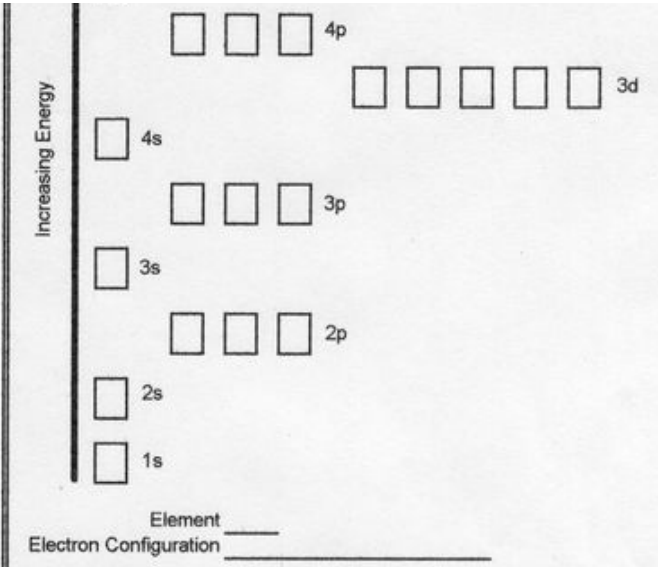 4p
3d
4s
Increasing Energy
3p
3s
2p
2s
1s
Element
Electron Configuration